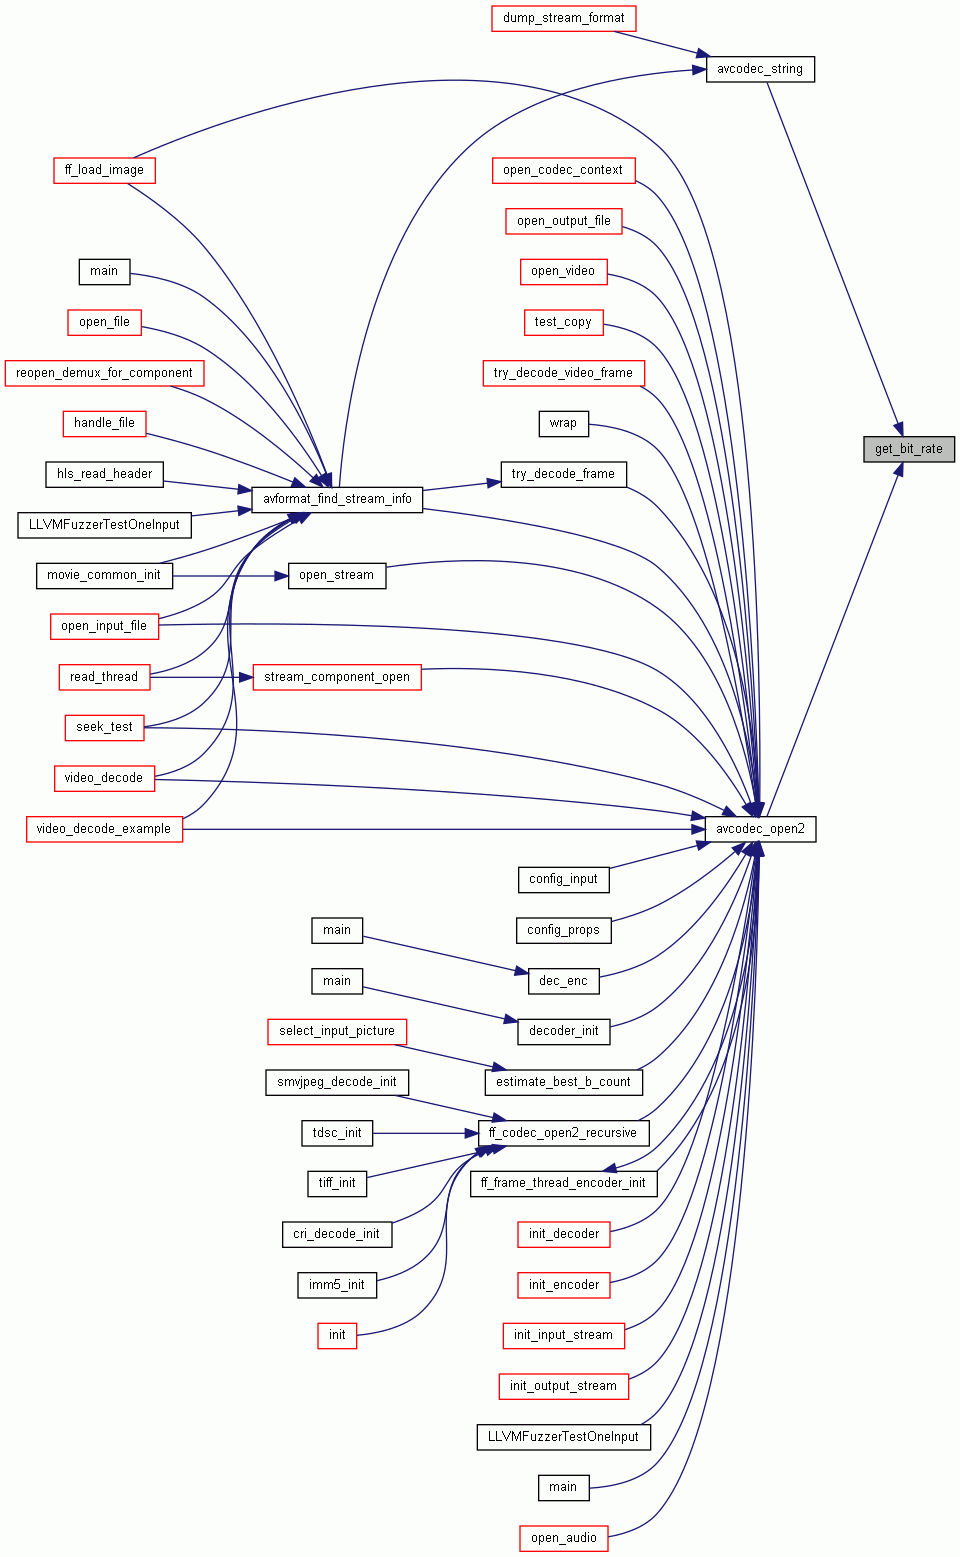 dump_stream_format
avcodec_string
ff_load_image
open_codec_context
open_output_file
main
open_video
open_file
test_copy
reopen_demux_for_component
try_decode_video_frame
handle_file
wrap
get_bit_rate
hls_read_header
try_decode_frame
avformat_find_stream_info
LLVMFuzzerTestOneInput
movie_common_init
open_stream
open_input_file
read_thread
stream_component_open
seek_test
video_decode
video_decode_example
avcodec_open2
config_input
main
config_props
main
dec_enc
select_input_picture
decoder_init
smvjpeg_decode_init
estimate_best_b_count
tdsc_init
ff_codec_open2_recursive
tiff_init
ff_frame_thread_encoder_init
cri_decode_init
init_decoder
imm5_init
init_encoder
init
init_input_stream
init_output_stream
LLVMFuzzerTestOneInput
main
open_audio